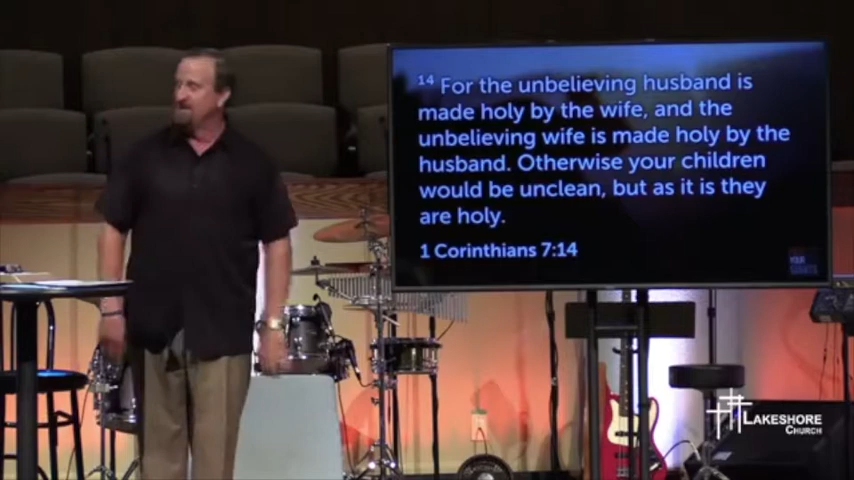 14 For the unbelieving husband is
made holy by the wife, and the
unbelieving wife is made holy by the
husband. Otherwise your children
would be unclean, but as it is they
are holy.
1 Corinthians 7:14
YOUR
GIANTS
LAKESHORE
CHURCH